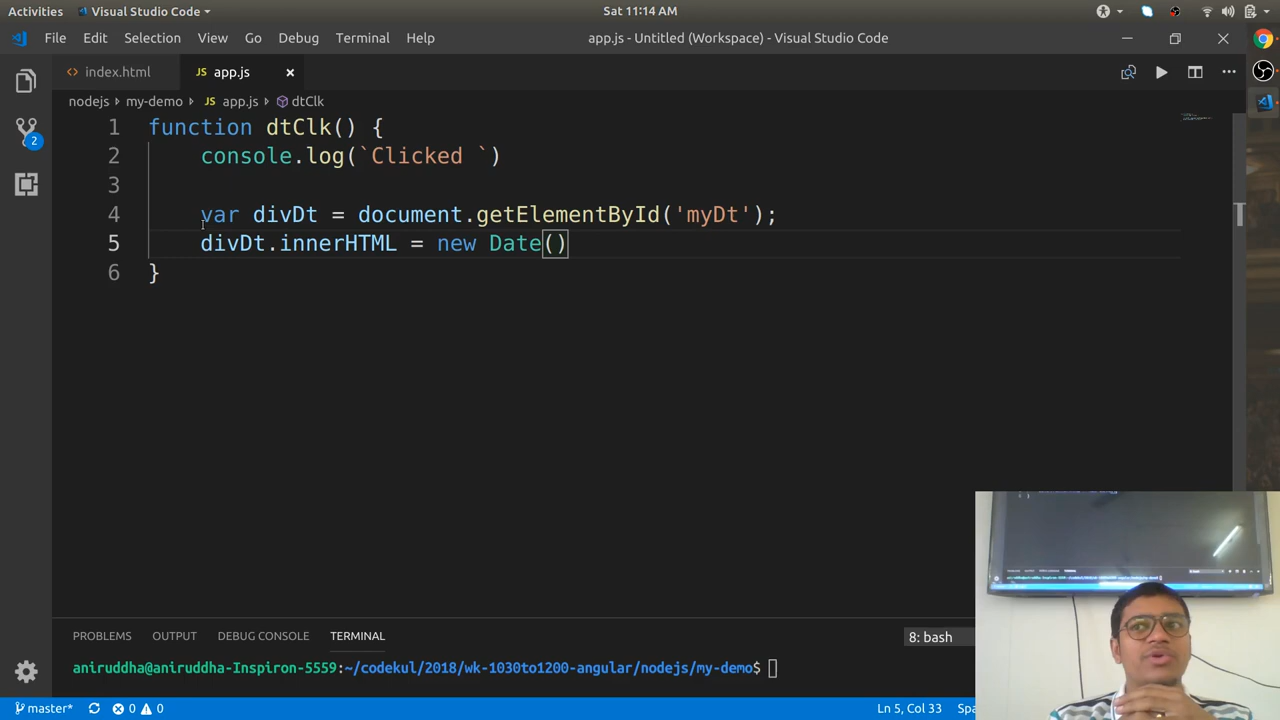 Activities Visual Studio Code Sat 11:14 AM
File Edit Selection View Go Debug Terminal Help app.js - Untitled (Workspace) - Visual Studio Code
index.html JS app.js
nodejs my-demo JS app.js dtClk
1 function dtClk() {
2 console.log(`Clicked `)
3
4 var divDt = document.getElementById('myDt');
5 divDt.innerHTML = new Date()
6 }
2
PROBLEMS OUTPUT DEBUG CONSOLE TERMINAL 8: bash
aniruddha@aniruddha-Inspiron-5559:~/codekul/2018/wk-1030to1200-angular/nodejs/my-demo$
master* 0 0 Ln 5, Col 33 Spa